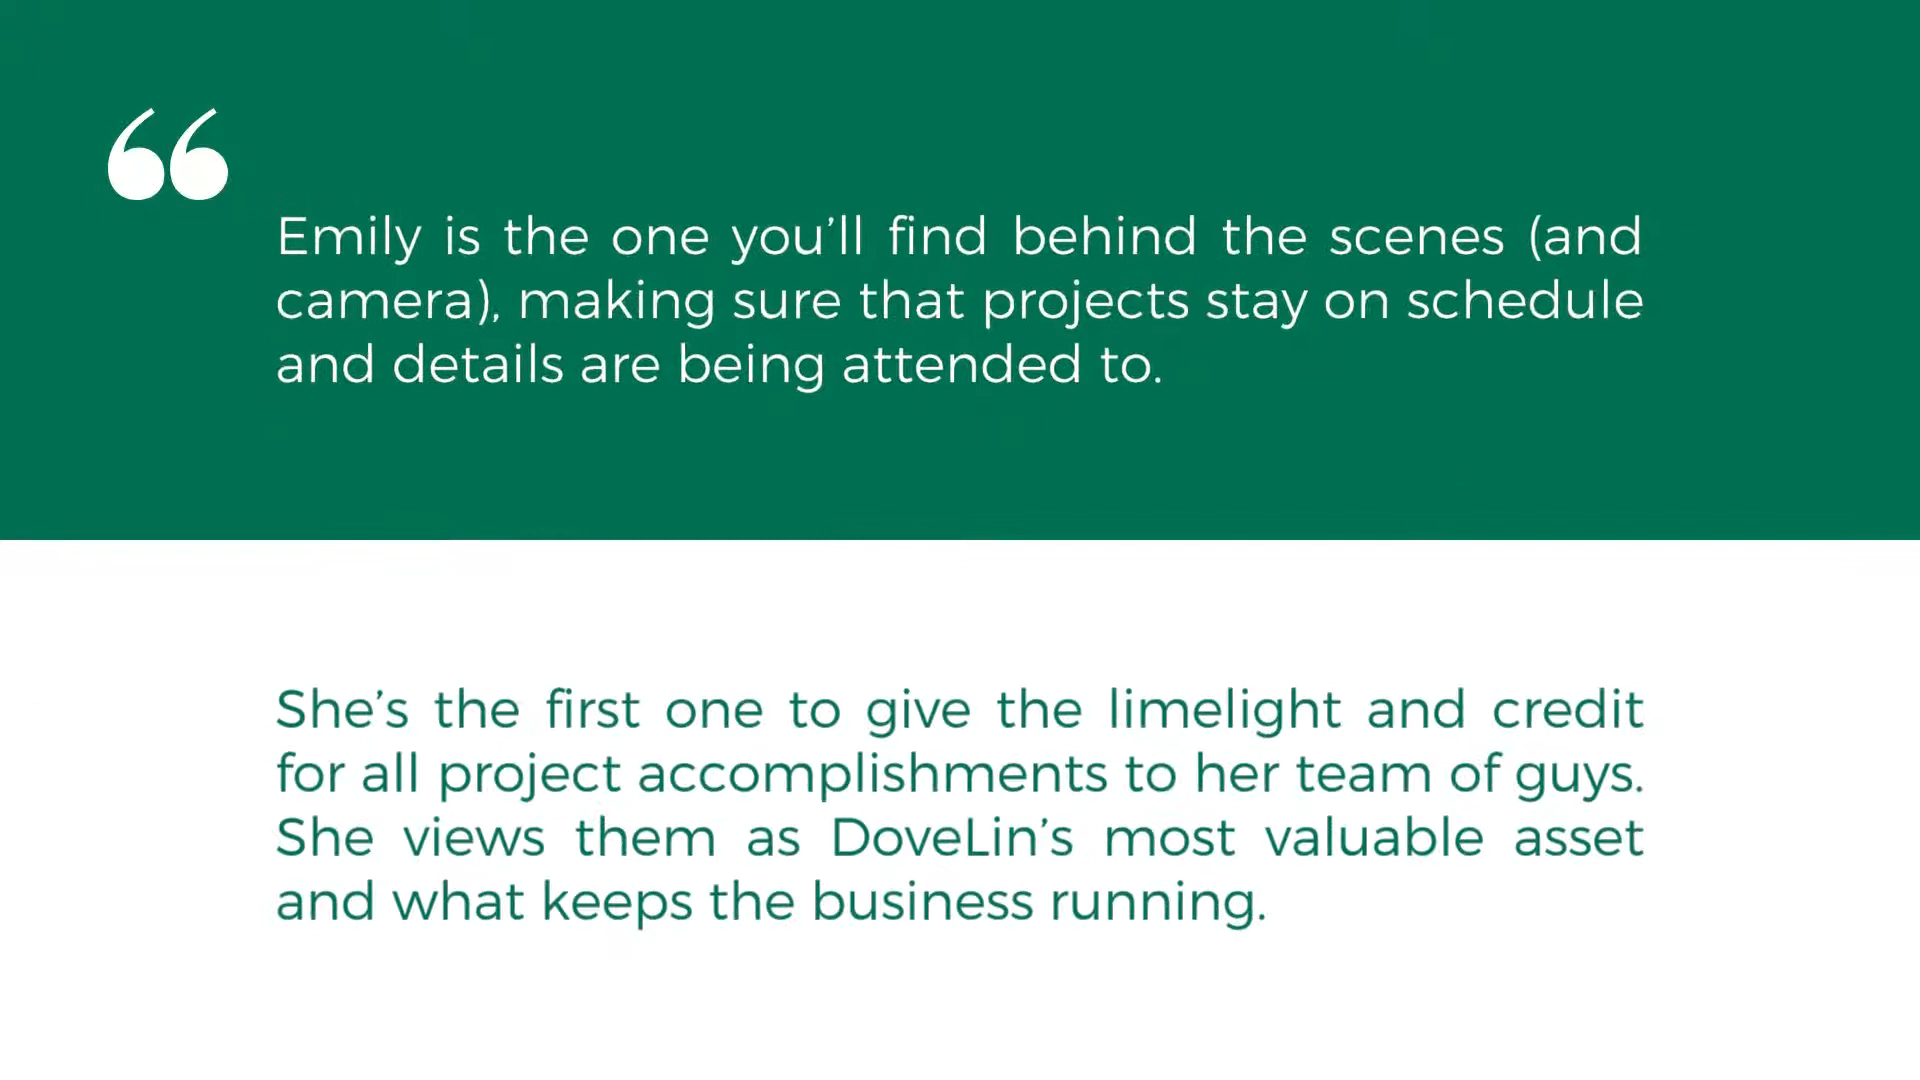 “
Emily is the one you’ll find behind the scenes (and
camera), making sure that projects stay on schedule
and details are being attended to.
She’s the first one to give the limelight and credit
for all project accomplishments to her team of guys.
She views them as DoveLin’s most valuable asset
and what keeps the business running.